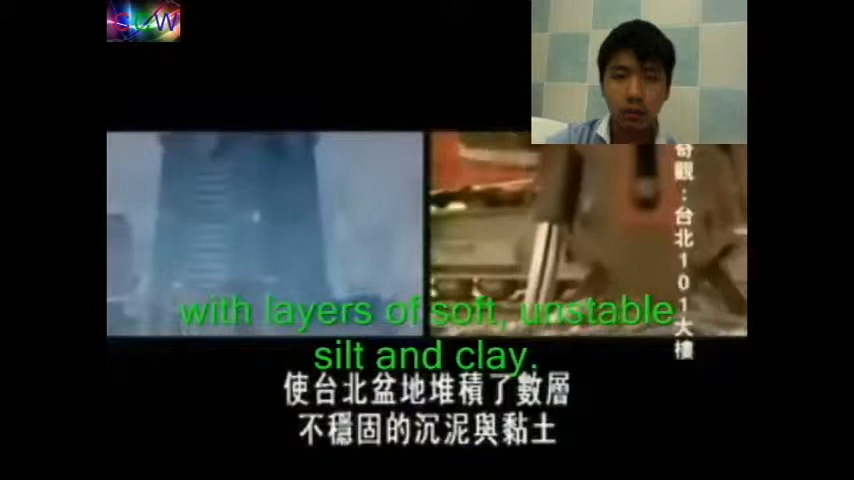 SUW
奇觀：台北101大樓
with layers of soft, unstable
silt and clay.
使台北盆地堆積了數層
不穩固的沉泥與黏土